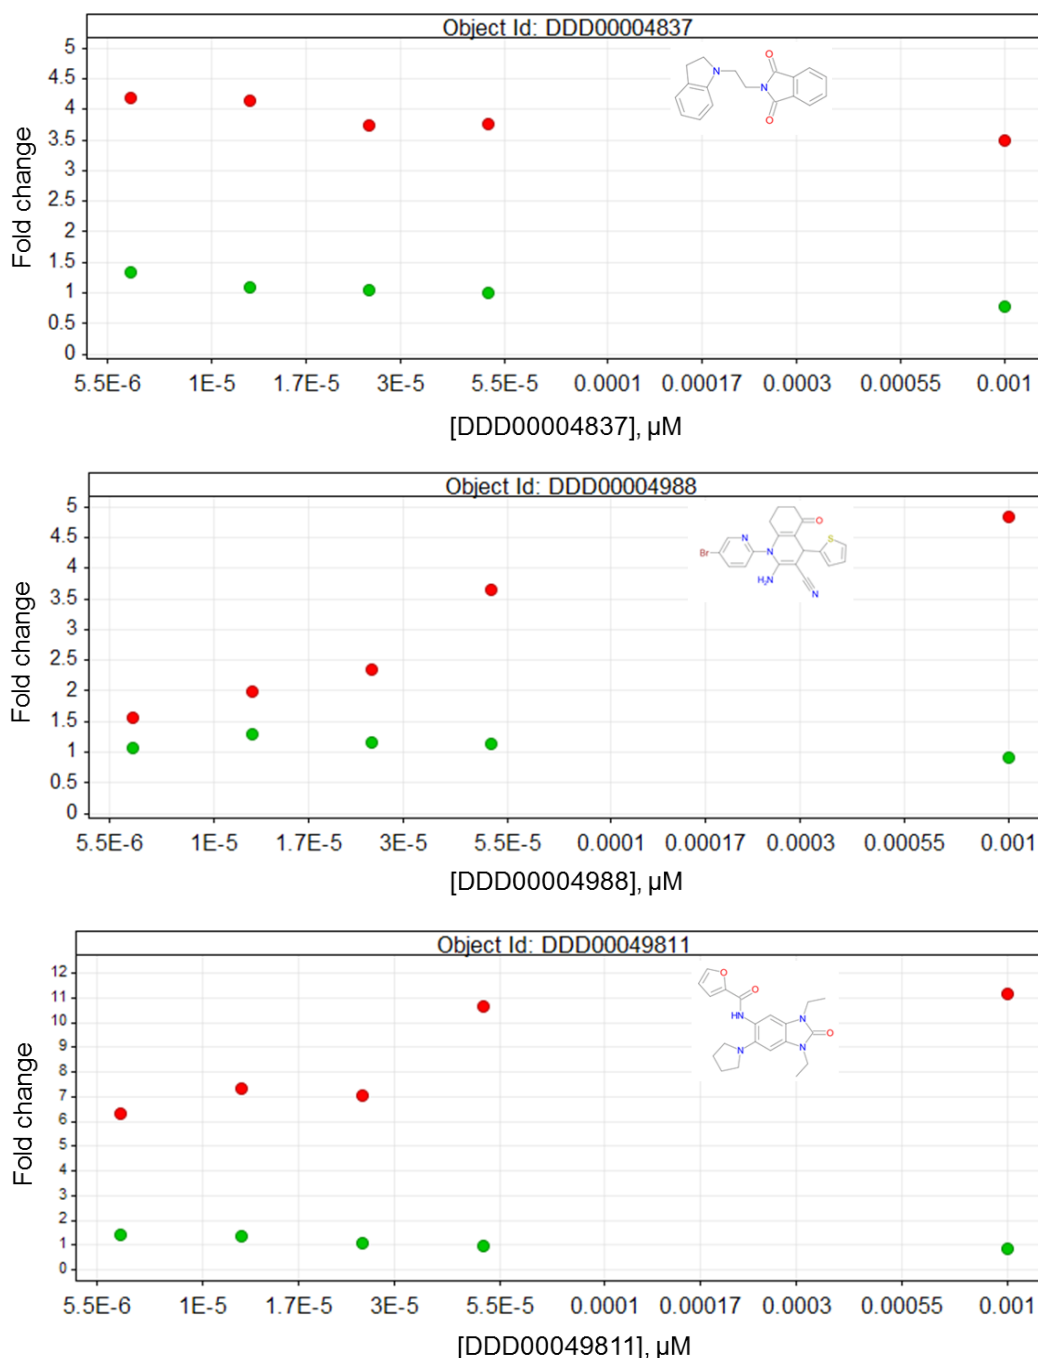 Object Id: DDD00004837
Fold change
5
4.5
4
3.5
3
2.5
2
1.5
1
0.5
0
5.5E-6 1E-5 1.7E-5 3E-5 5.5E-5 0.0001 0.00017 0.0003 0.00055 0.001
[DDD00004837], µM
N
N
O
O
Object Id: DDD00004988
Fold change
5
4.5
4
3.5
3
2.5
2
1.5
1
0.5
0
5.5E-6 1E-5 1.7E-5 3E-5 5.5E-5 0.0001 0.00017 0.0003 0.00055 0.001
[DDD00004988], µM
O
S
N
Br
N
H₂N
N
Object Id: DDD00049811
Fold change
12
11
10
9
8
7
6
5
4
3
2
1
0
5.5E-6 1E-5 1.7E-5 3E-5 5.5E-5 0.0001 0.00017 0.0003 0.00055 0.001
[DDD00049811], µM
O
O
HN
N
O
N
N